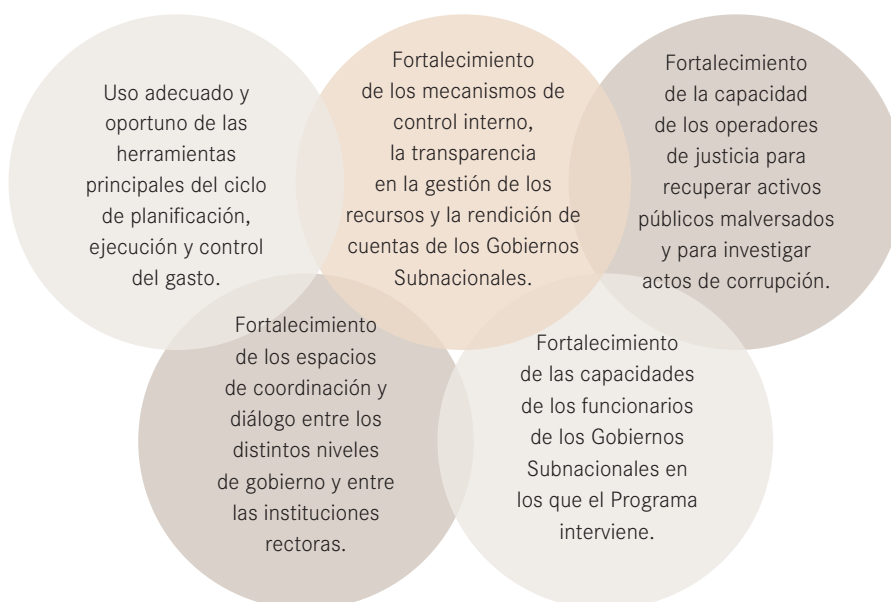 Uso adecuado y
oportuno de las
herramientas
principales del ciclo
de planificación,
ejecución y control
del gasto.
Fortalecimiento
de los mecanismos de
control interno,
la transparencia
en la gestión de los
recursos y la rendición de
cuentas de los Gobiernos
Subnacionales.
Fortalecimiento
de la capacidad
de los operadores
de justicia para
recuperar activos
públicos malversados
y para investigar
actos de corrupción.
Fortalecimiento
de los espacios
de coordinación y
diálogo entre los
distintos niveles
de gobierno y entre
las instituciones
rectoras.
Fortalecimiento
de las capacidades
de los funcionarios
de los Gobiernos
Subnacionales en
los que el Programa
interviene.